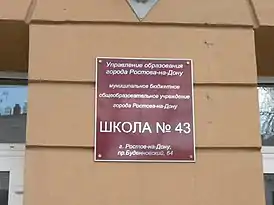 Управление образования
города Ростова-на-Дону
муниципальное бюджетное
общеобразовательное учреждение
города Ростова-на-Дону
ШКОЛА № 43
г. Ростов-на-Дону,
пр.Буденновский, 64